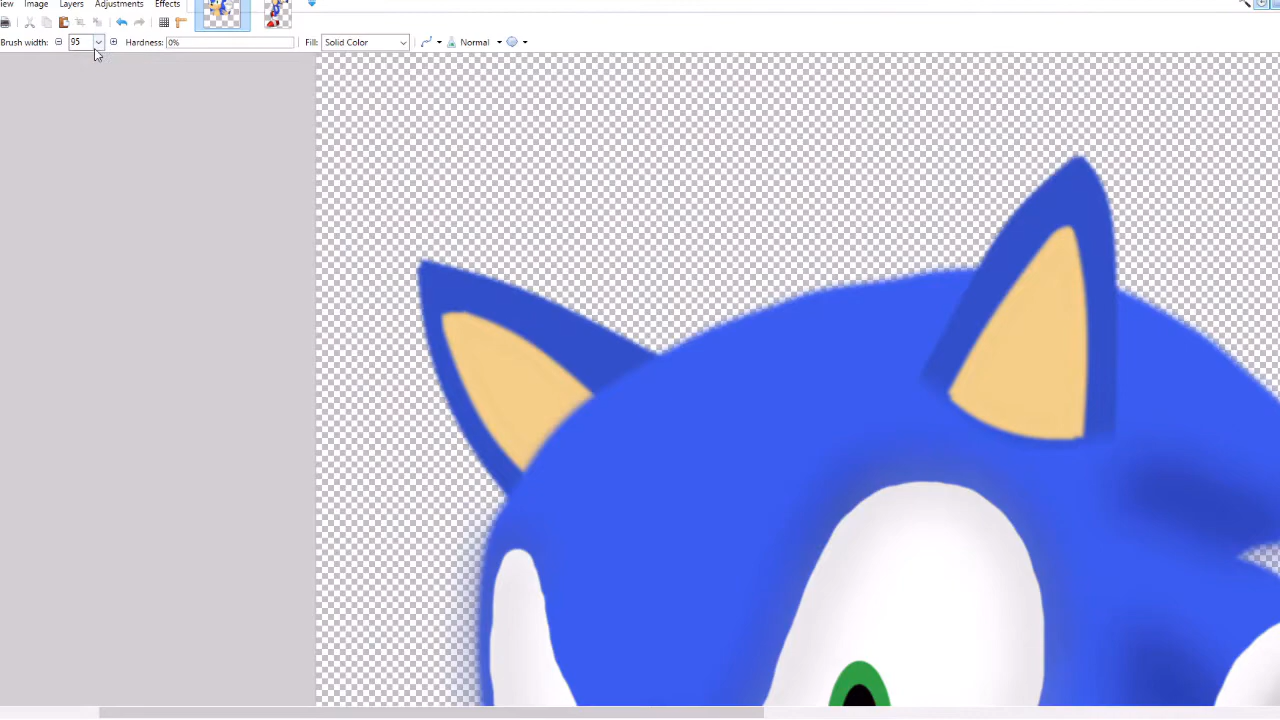 iew Image Layers Adjustments Effects
Brush width: 95 Hardness: 0% Fill: Solid Color Normal